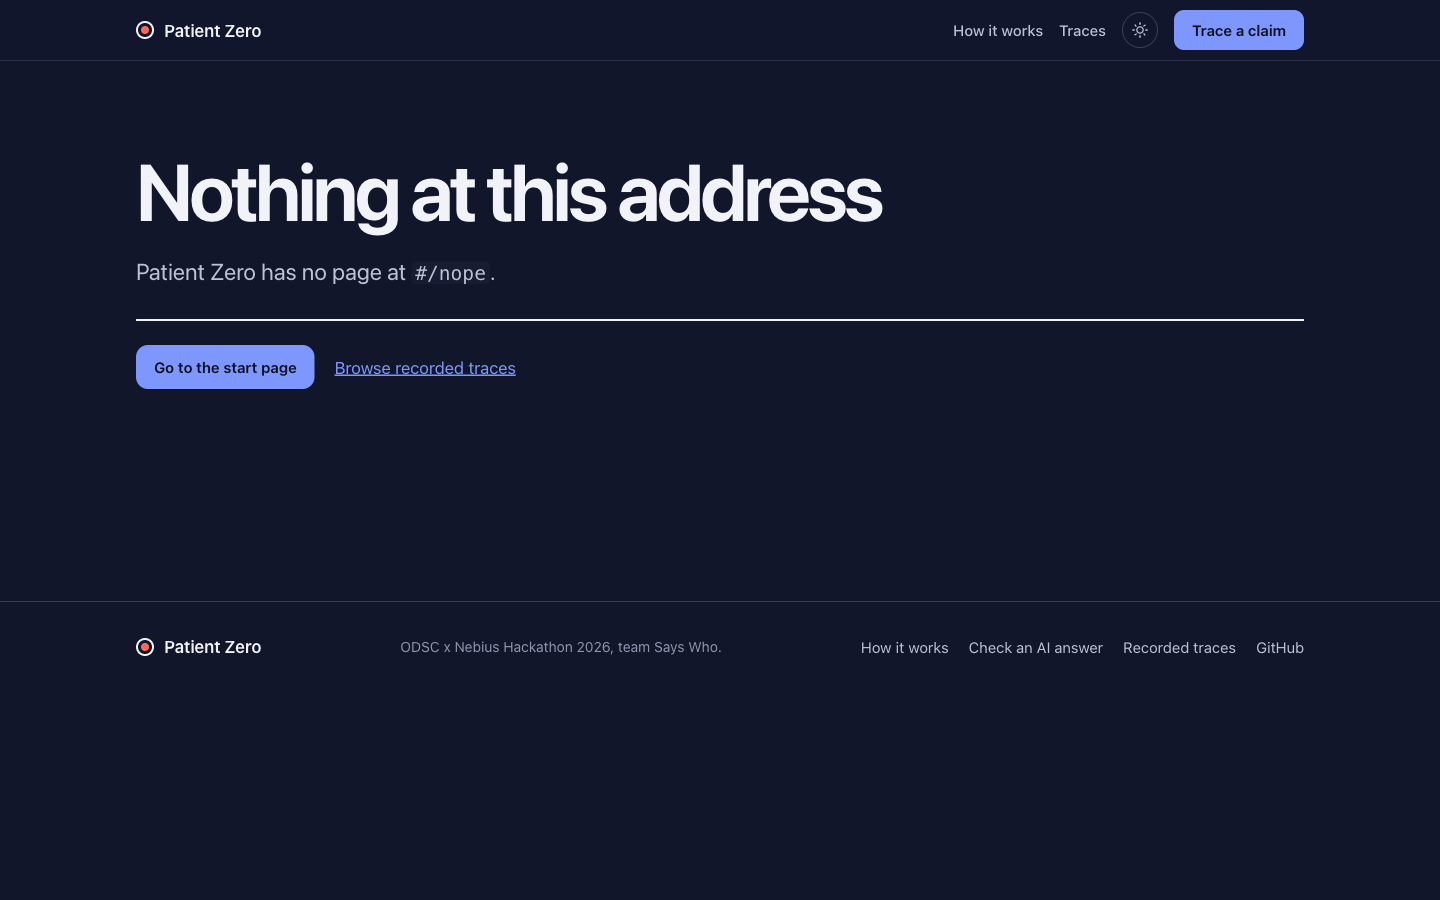 Patient Zero
How it works
Traces
Trace a claim
Nothing at this address
Patient Zero has no page at #/nope.
Go to the start page
Browse recorded traces
Patient Zero
ODSC x Nebius Hackathon 2026, team Says Who.
How it works
Check an AI answer
Recorded traces
GitHub